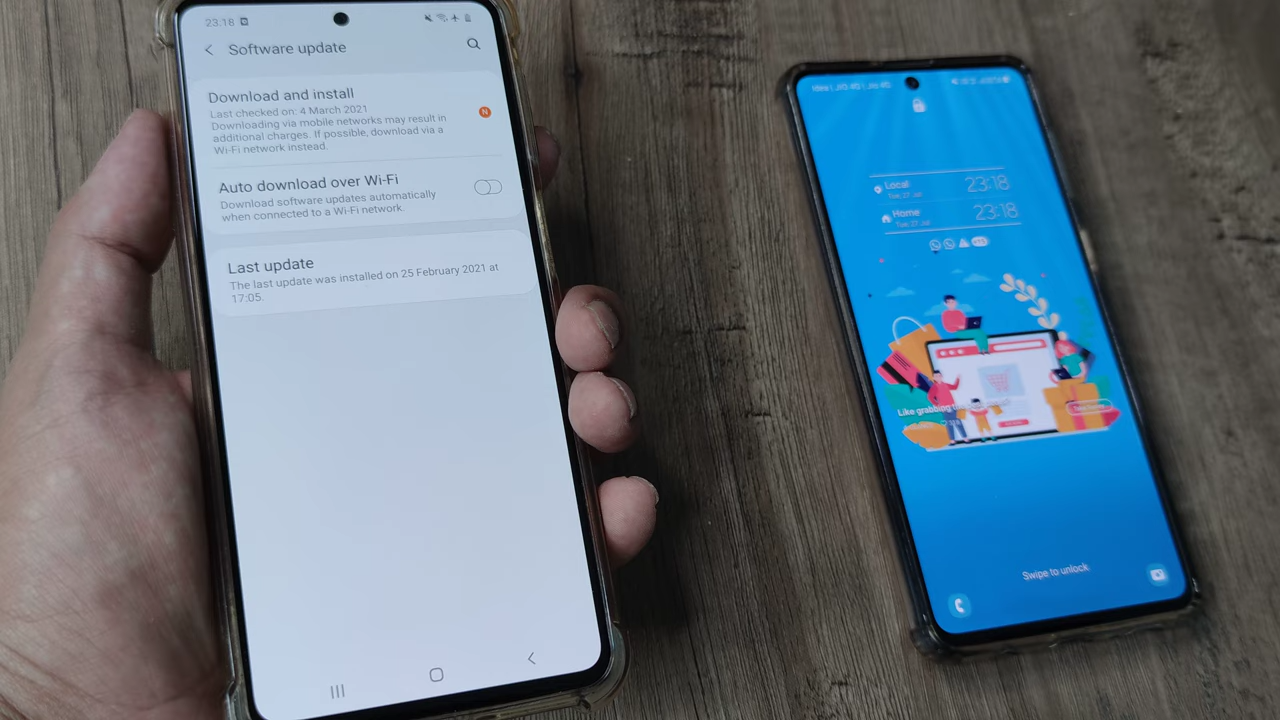 23.18
Software update
Download and install
Last checked on: 4 March 2021
Downloading via mobile networks may result in
additional charges. If possible, download via a
Wi-Fi network instead.
N
Auto download over Wi-Fi
Download software updates automatically
when connected to a Wi-Fi network.
Last update
The last update was installed on 25 February 2021 at
17:05.
Local
23:18
Tue, 27 Jul
Home
23:18
Tue, 27 Jul
Like grabbing
Swipe to unlock